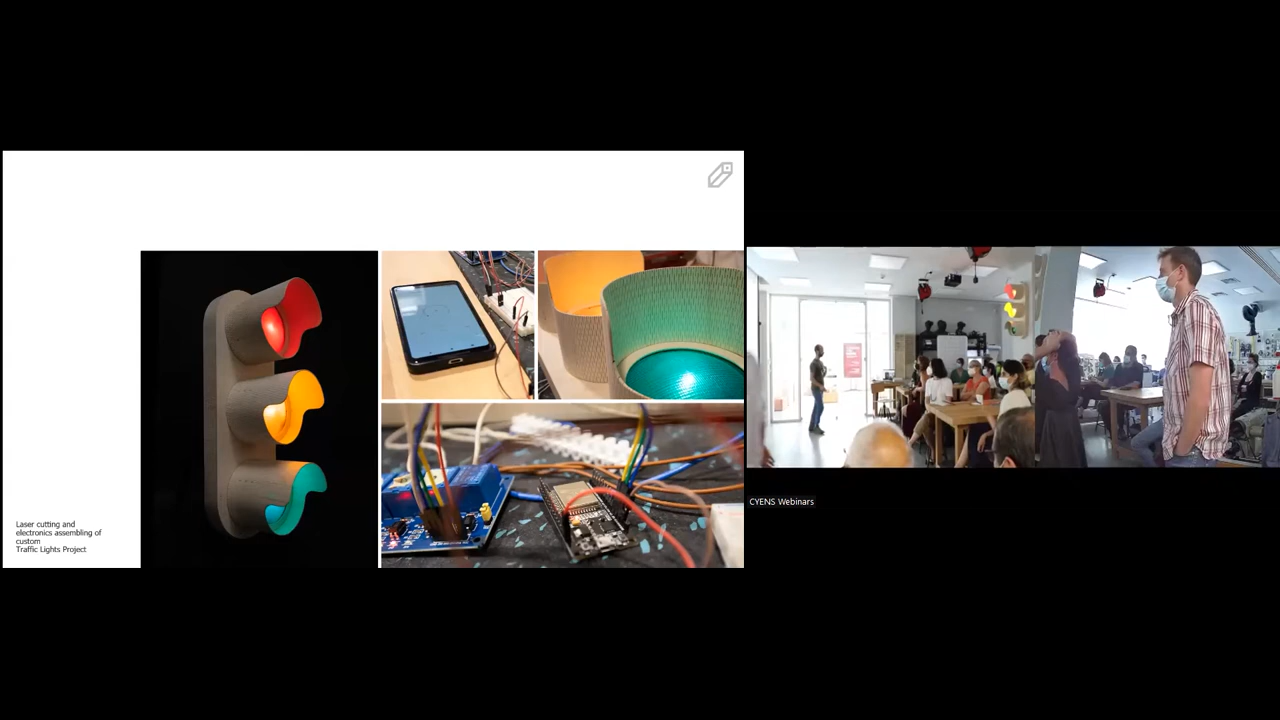 Laser cutting and
electronics assembling of
custom
Traffic Lights Project
CYENS Webinars